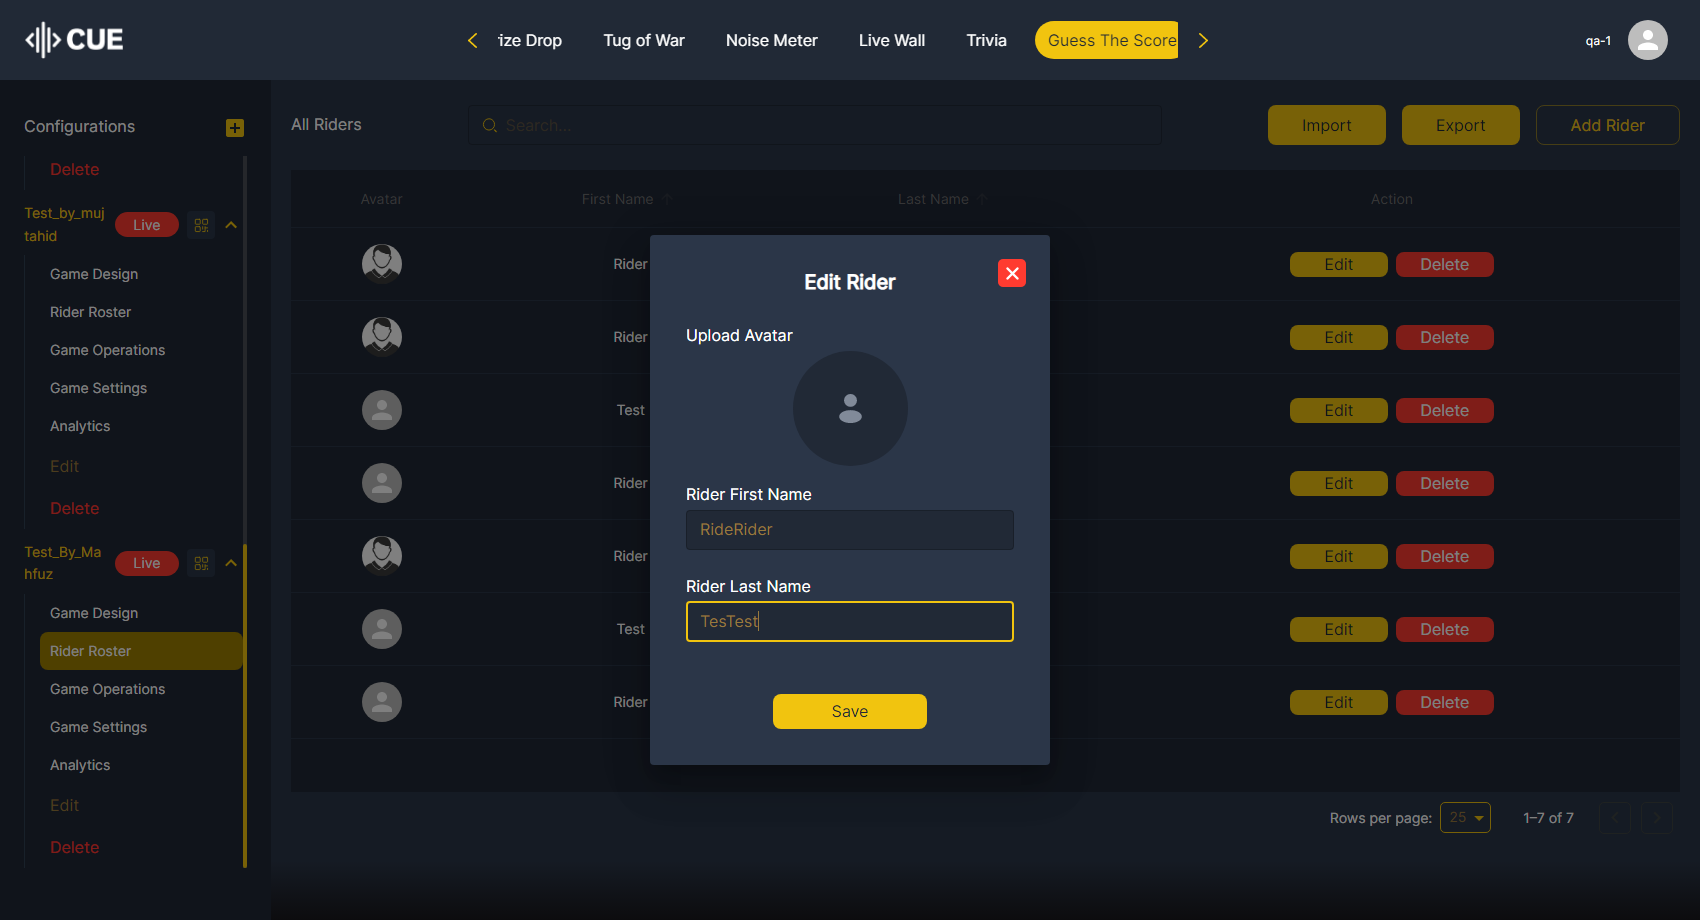 CUE
ize Drop
Tug of War
Noise Meter
Live Wall
Trivia
Guess The Score
qa-1
Configurations
Delete
Test_by_muj
tahid
Live
Game Design
Rider Roster
Game Operations
Game Settings
Analytics
Edit
Delete
Test_By_Ma
hfuz
Live
Game Design
Rider Roster
Game Operations
Game Settings
Analytics
Edit
Delete
All Riders
Search...
Import
Export
Add Rider
Avatar
First Name
Last Name
Action
Rider
Edit
Delete
Rider
Edit
Delete
Test
Edit
Delete
Rider
Edit
Delete
Rider
Edit
Delete
Test
Edit
Delete
Rider
Edit
Delete
Edit Rider
Upload Avatar
Rider First Name
RideRider
Rider Last Name
TesTest
Save
Rows per page:
25
1–7 of 7